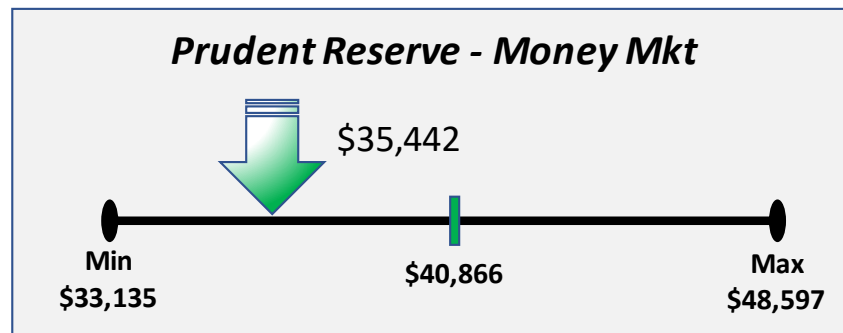 Prudent Reserve - Money Mkt
$35,442
Min
$33,135
$40,866
Max
$48,597